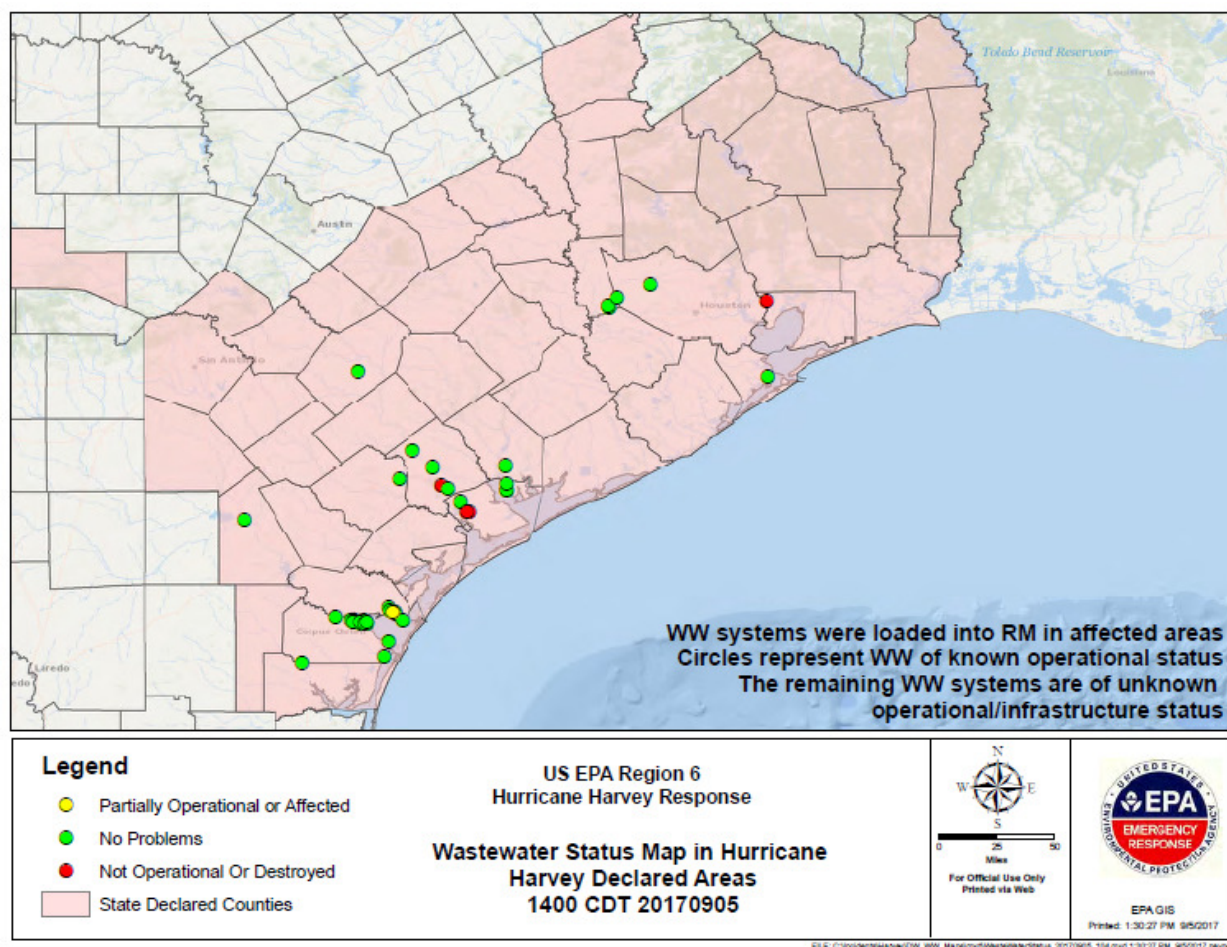 Toledo Bend Reservoir
Louisiana
Austin
Houston
San Antonio
Laredo
WW systems were loaded into RM in affected areas
Circles represent WW of known operational status
The remaining WW systems are of unknown
operational/infrastructure status
Legend
Partially Operational or Affected
No Problems
Not Operational Or Destroyed
State Declared Counties
US EPA Region 6
Hurricane Harvey Response
Wastewater Status Map in Hurricane
Harvey Declared Areas
1400 CDT 20170905
N
W E
S
0 25 50
Miles
For Official Use Only
Printed via Web
UNITED STATES
EPA
EMERGENCY
RESPONSE
ENVIRONMENTAL PROTECTION AGENCY
EPA GIS
Printed: 1:30:27 PM 9/5/2017